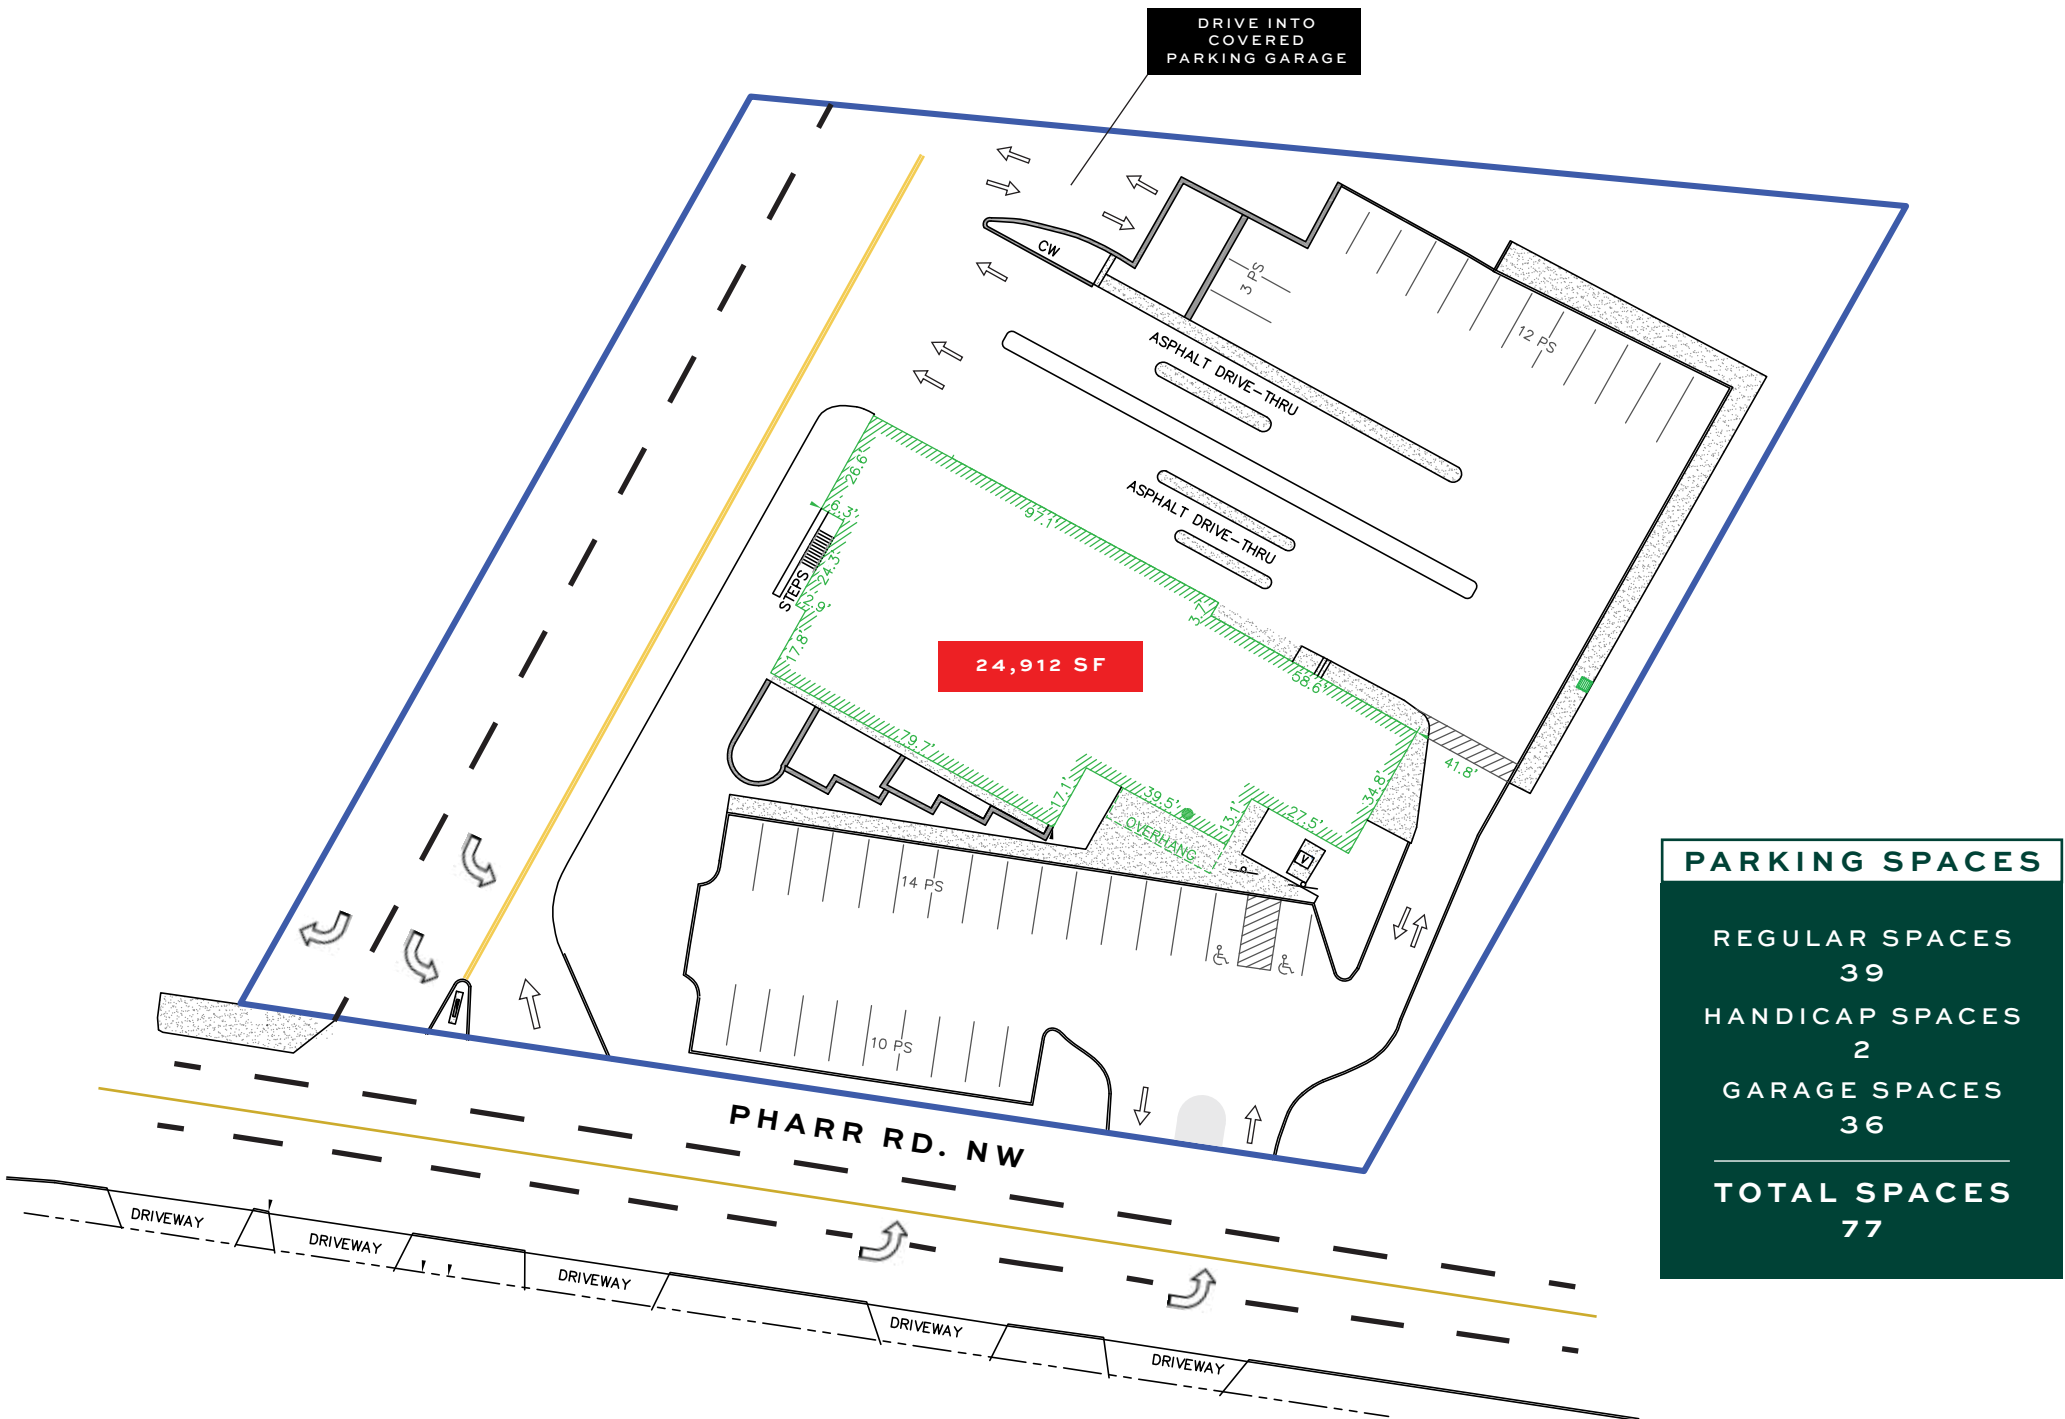 DRIVE INTO
COVERED
PARKING GARAGE
CW
3 PS
12 PS
ASPHALT DRIVE-THRU
ASPHALT DRIVE-THRU
26.6'
6.3'
24.3'
STEPS
2.9'
17.8'
97.1'
3.7'
58.6'
24,912 SF
79.7'
17.1'
39.5'
OVERHANG
13.1'
27.5'
34.8'
41.8'
V
14 PS
10 PS
PHARR RD. NW
DRIVEWAY
DRIVEWAY
DRIVEWAY
DRIVEWAY
DRIVEWAY
PARKING SPACES
REGULAR SPACES
39
HANDICAP SPACES
2
GARAGE SPACES
36
TOTAL SPACES
77